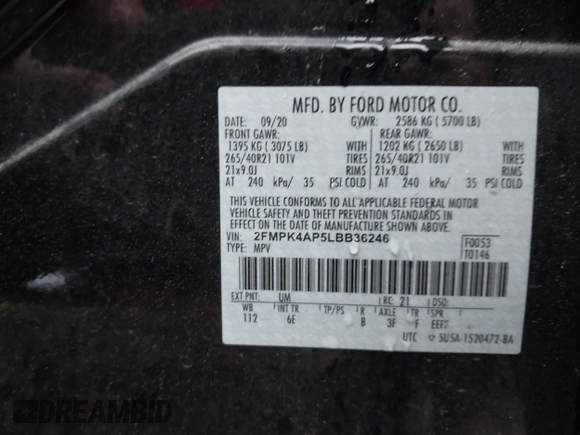 MFD. BY FORD MOTOR CO.
DATE: 09/20 GVWR: 2586 KG ( 5700 LB)
FRONT GAWR: REAR GAWR:
1395 KG ( 3075 LB) WITH 1202 KG ( 2650 LB) WITH
265/40R21 101V TIRES 265/40R21 101V TIRES
21x9.0J RIMS 21x9.0J RIMS
AT 240 kPa/ 35 PSI COLD AT 240 kPa/ 35 PSI COLD
THIS VEHICLE CONFORMS TO ALL APPLICABLE FEDERAL MOTOR
VEHICLE SAFETY AND THEFT PREVENTION STANDARDS IN
EFFECT ON THE DATE OF MANUFACTURE SHOWN ABOVE.
VIN: 2FMPK4AP5LBB36246 F0053
TYPE: MPV T0146
EXT PNT: UM RC: 21 DSO:
WB INT TR TP/PS R AXLE TR SPR
112 6E B 3F F EEFF
UTC 5U5A-1520472-BA
DREAMBID